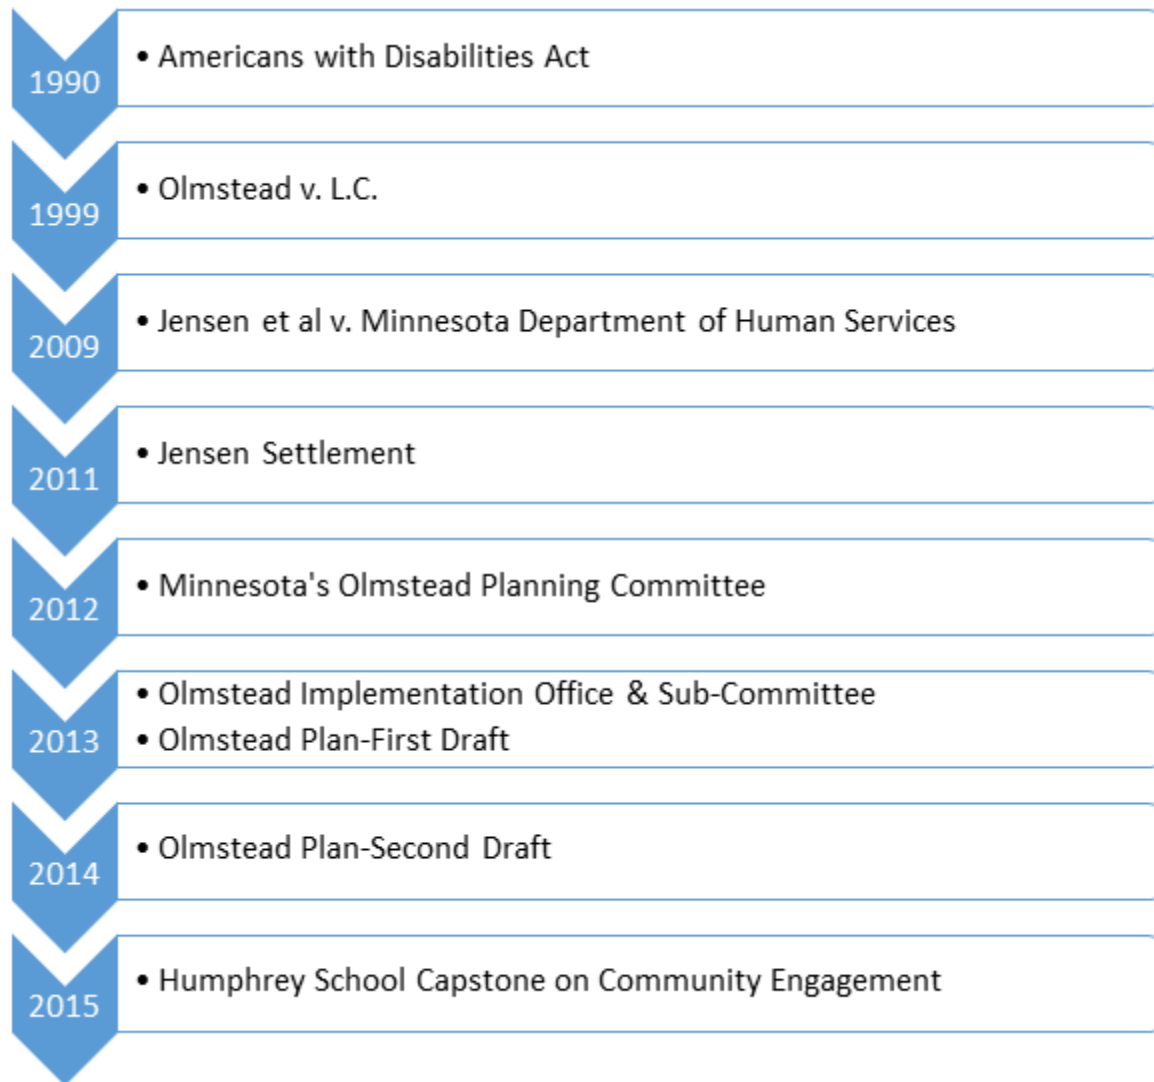 1990
• Americans with Disabilities Act
1999
• Olmstead v. L.C.
2009
• Jensen et al v. Minnesota Department of Human Services
2011
• Jensen Settlement
2012
• Minnesota's Olmstead Planning Committee
2013
• Olmstead Implementation Office & Sub-Committee
• Olmstead Plan-First Draft
2014
• Olmstead Plan-Second Draft
2015
• Humphrey School Capstone on Community Engagement